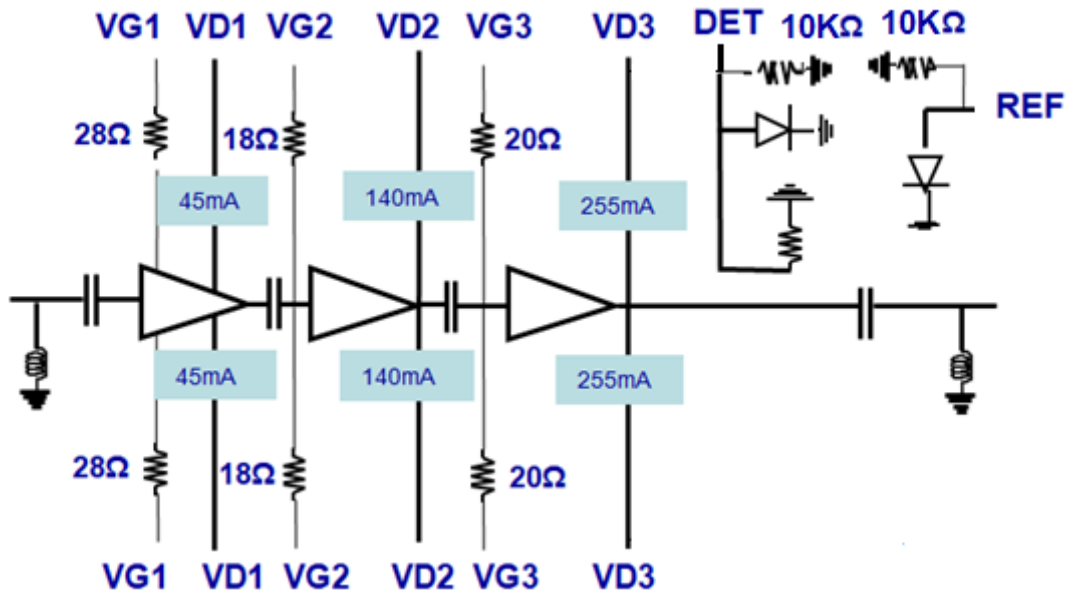 VG1 VD1 VG2 VD2 VG3 VD3 DET 10KΩ 10KΩ
REF
28Ω 18Ω 20Ω
45mA 140mA 255mA
45mA 140mA 255mA
28Ω 18Ω 20Ω
VG1 VD1 VG2 VD2 VG3 VD3